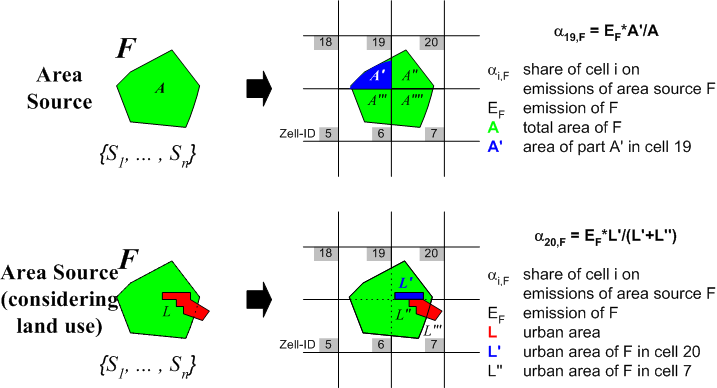 F
Area
Source
A
{S1, ... , Sn}
18
19
20
A'
A''
A'''
A''''
Zell-ID
5
6
7
α19,F = EF*A'/A
αi,F share of cell i on
emissions of area source F
EF emission of F
A total area of F
A' area of part A' in cell 19
F
Area Source
(considering
land use)
L
{S1, ... , Sn}
18
19
20
L'
L''
L'''
Zell-ID
5
6
7
α20,F = EF*L'/(L'+L'')
αi,F share of cell i on
emissions of area source F
EF emission of F
L urban area
L' urban area of F in cell 20
L'' urban area of F in cell 7